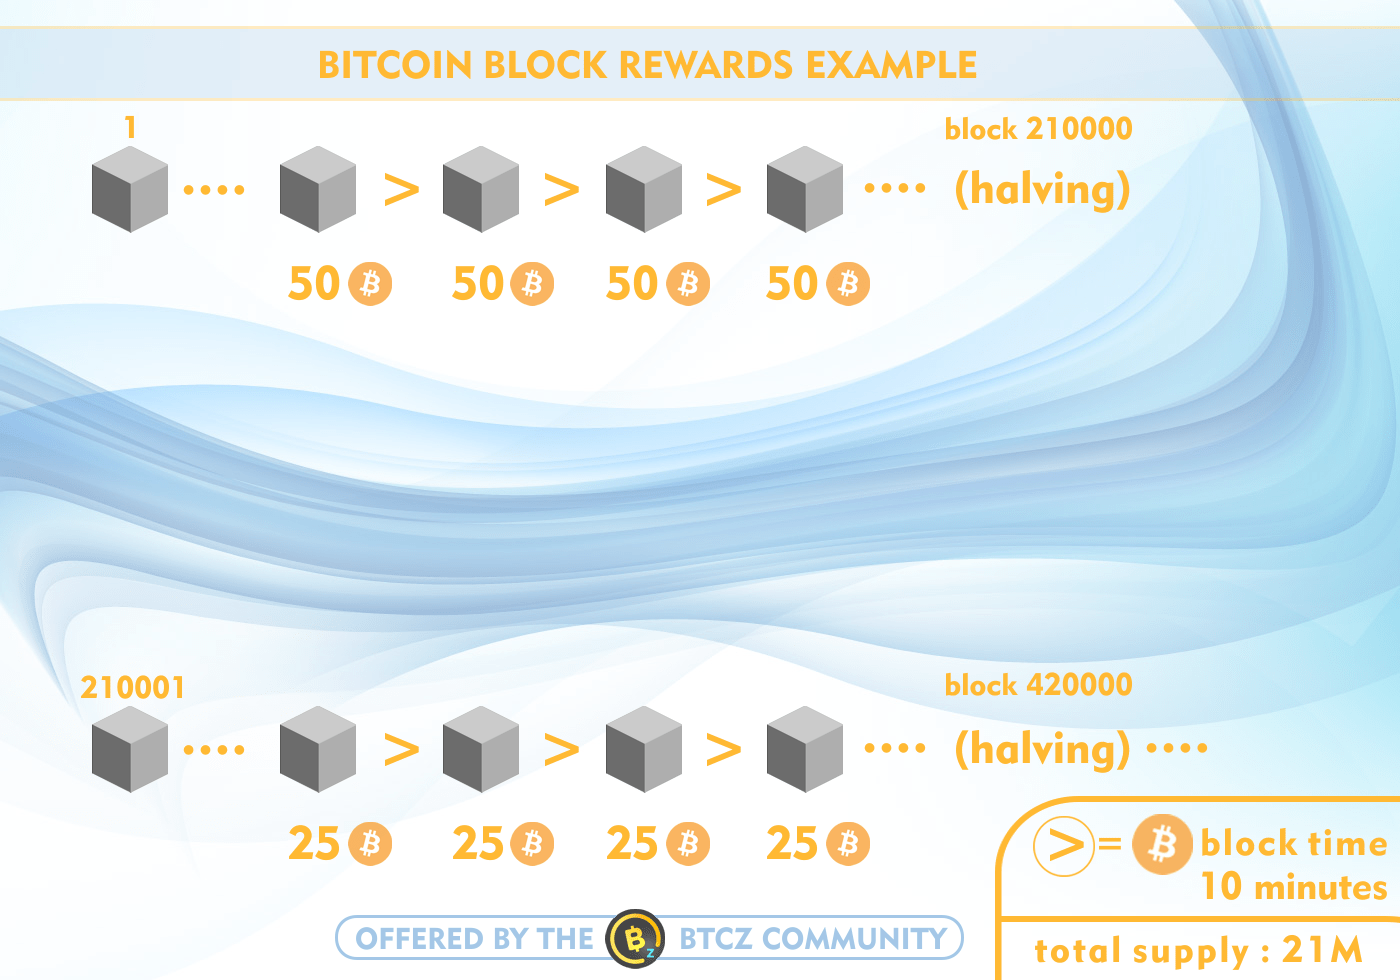 BITCOIN BLOCK REWARDS EXAMPLE
1
block 210000
.... > > > .... (halving)
50 50 50 50
210001
block 420000
.... > > > .... (halving) ....
25 25 25 25
> = block time
10 minutes
total supply : 21M
OFFERED BY THE BTCZ COMMUNITY